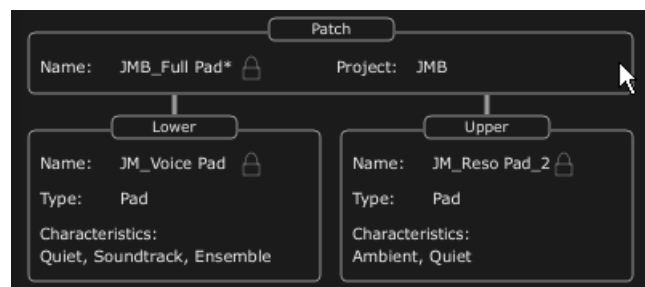 Patch
Name: JMB_Full Pad* Project: JMB
Lower
Name: JM_Voice Pad
Type: Pad
Characteristics:
Quiet, Soundtrack, Ensemble
Upper
Name: JM_Reso Pad_2
Type: Pad
Characteristics:
Ambient, Quiet